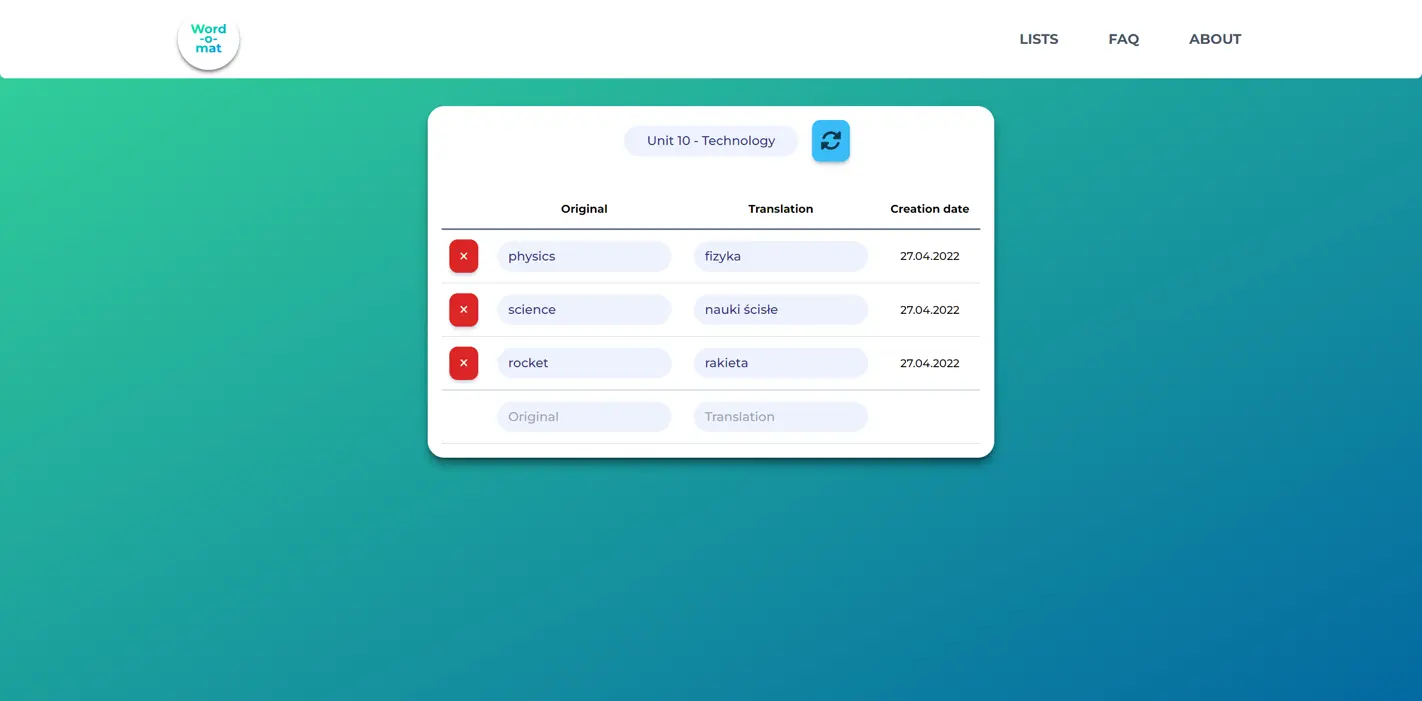 Word
-o-
mat
LISTS FAQ ABOUT
Unit 10 - Technology
Original Translation Creation date
× physics fizyka 27.04.2022
× science nauki ścisłe 27.04.2022
× rocket rakieta 27.04.2022
Original Translation